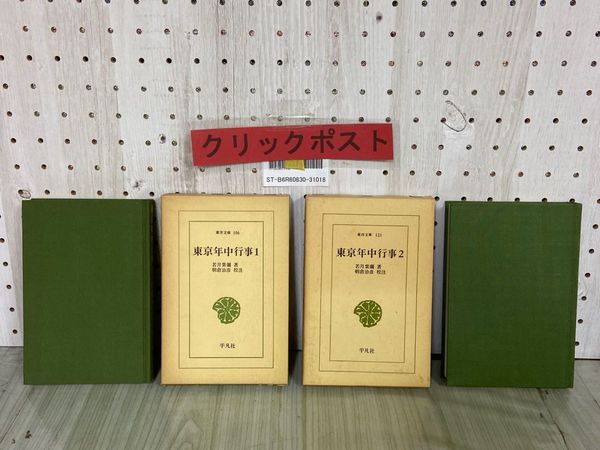 クリックポスト
ST-B6R60830-31018
東洋文庫 106
東京年中行事1
若月紫蘭 著
朝倉治彦 校注
平凡社
東洋文庫 121
東京年中行事2
若月紫蘭 著
朝倉治彦 校注
平凡社